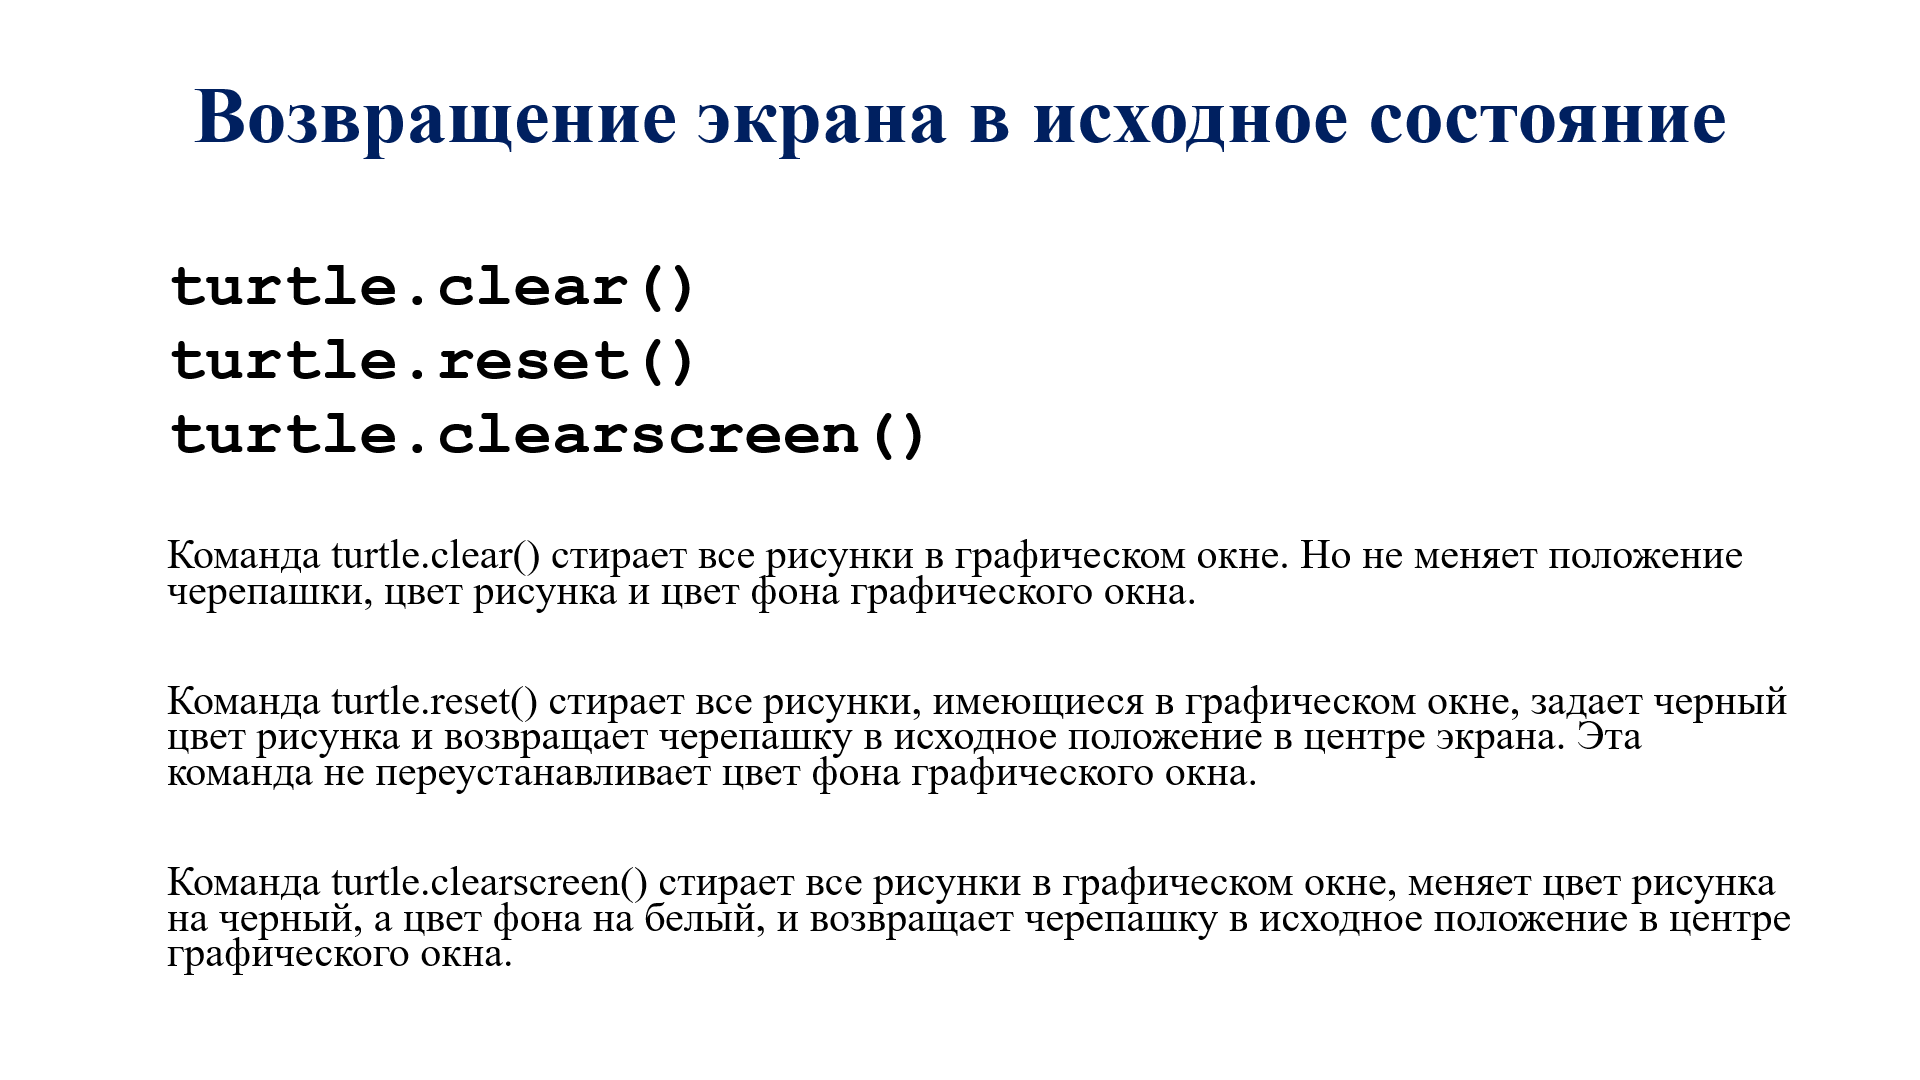 Возвращение экрана в исходное состояние
turtle.clear()
turtle.reset()
turtle.clearscreen()
Команда turtle.clear() стирает все рисунки в графическом окне. Но не меняет положение
черепашки, цвет рисунка и цвет фона графического окна.
Команда turtle.reset() стирает все рисунки, имеющиеся в графическом окне, задает черный
цвет рисунка и возвращает черепашку в исходное положение в центре экрана. Эта
команда не переустанавливает цвет фона графического окна.
Команда turtle.clearscreen() стирает все рисунки в графическом окне, меняет цвет рисунка
на черный, а цвет фона на белый, и возвращает черепашку в исходное положение в центре
графического окна.